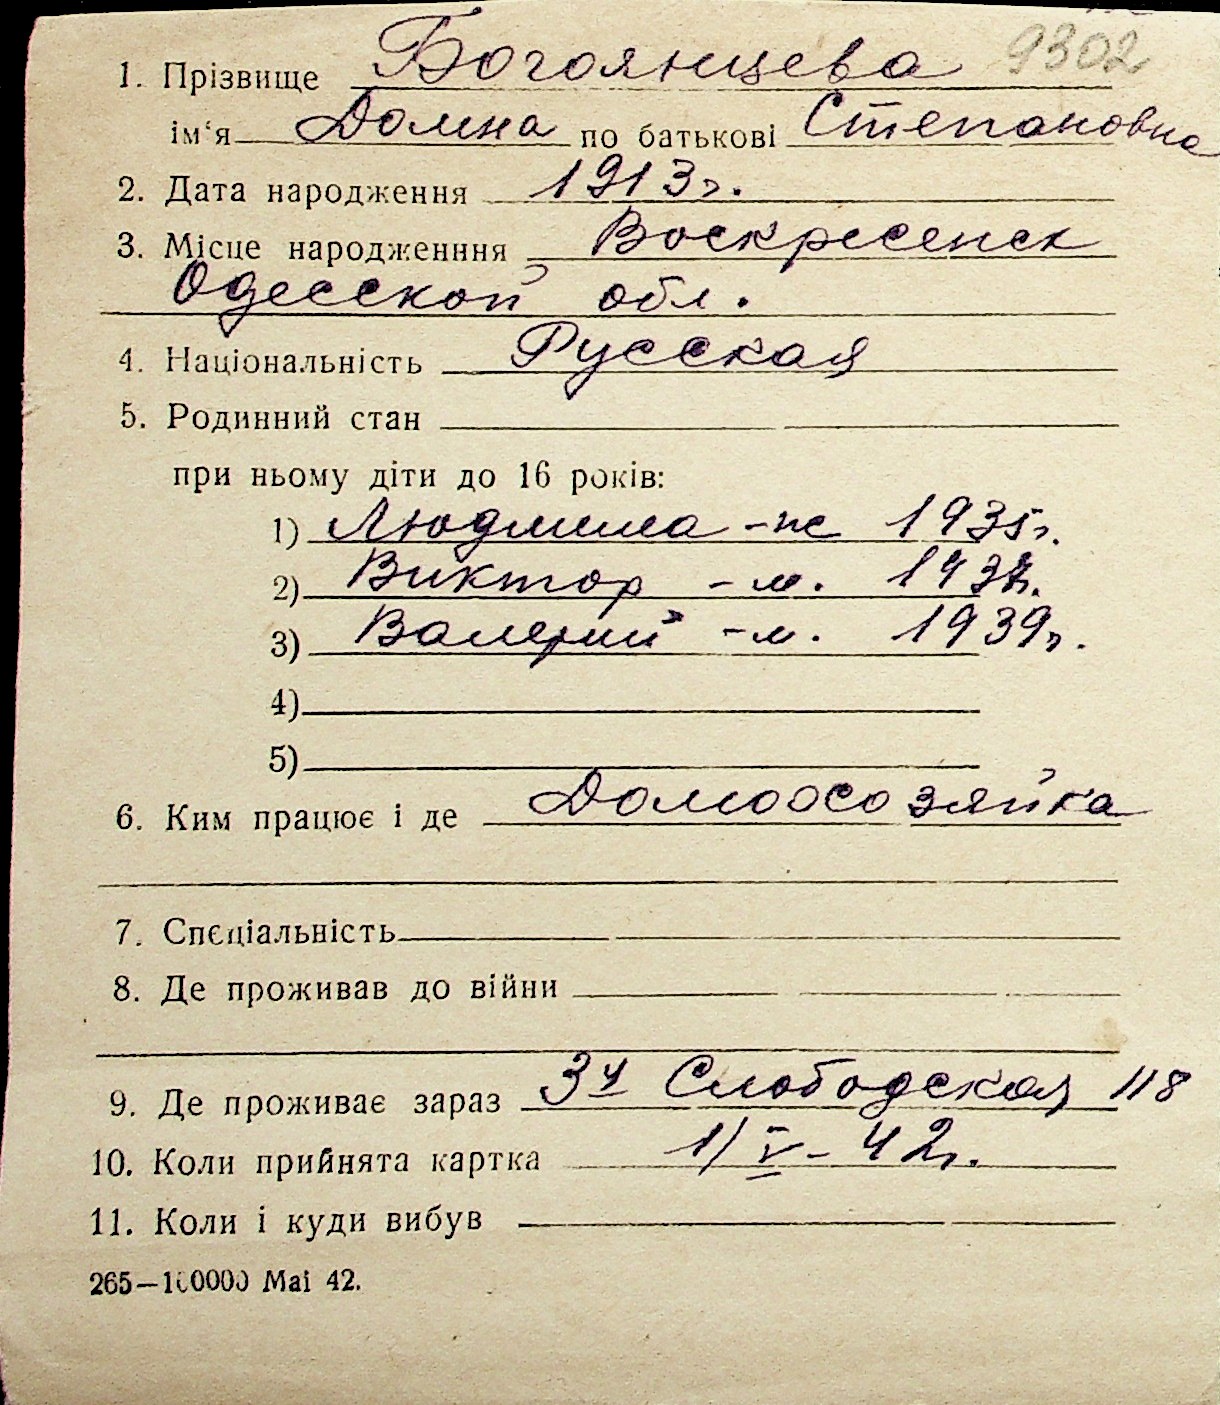 1. Прізвище Богоянцева 9302
ім'я Домна по батькові Степановна
2. Дата народження 1913 г.
3. Місце народженння Воскресенск
Одесской обл.
4. Національність Русская
5. Родинний стан
при ньому діти до 16 років:
1) Людмила - ж 1935 г.
2) Виктор - м. 1937 г.
3) Валерий - м. 1939 г.
4)
5)
6. Ким працює і де Домохозяйка
7. Спеціальність
8. Де проживав до війни
9. Де проживає зараз Слободская 118
10. Коли прийнята картка 1/V - 42 г.
11. Коли і куди вибув
265—100000 Mai 42.